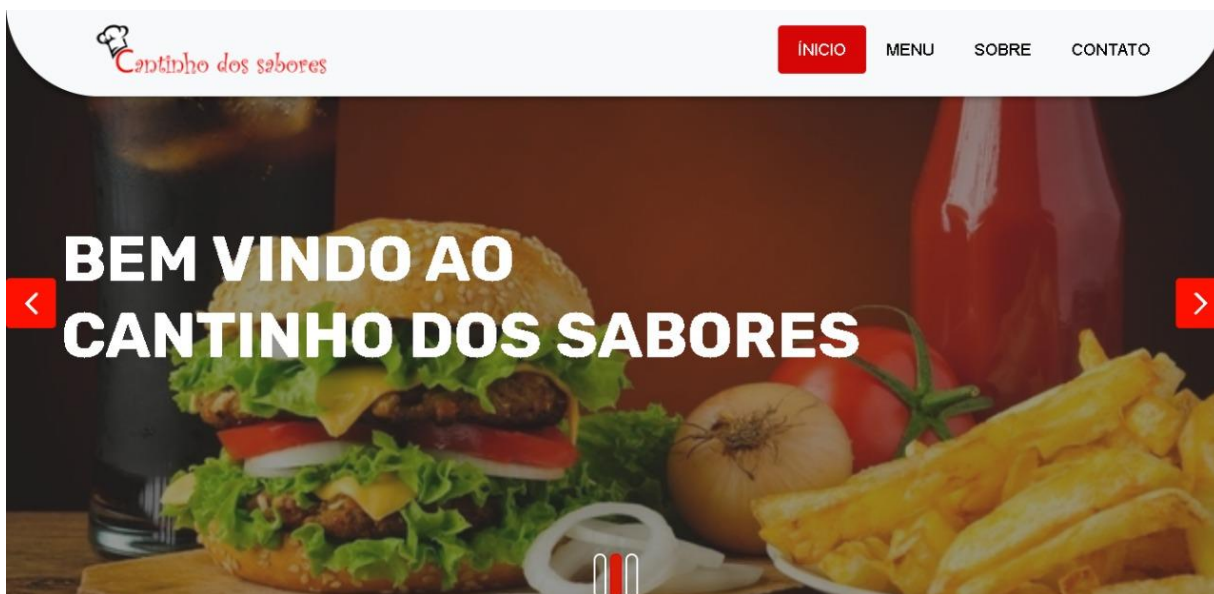 Cantinho dos sabores
ÍNICIO MENU SOBRE CONTATO
BEM VINDO AO
CANTINHO DOS SABORES